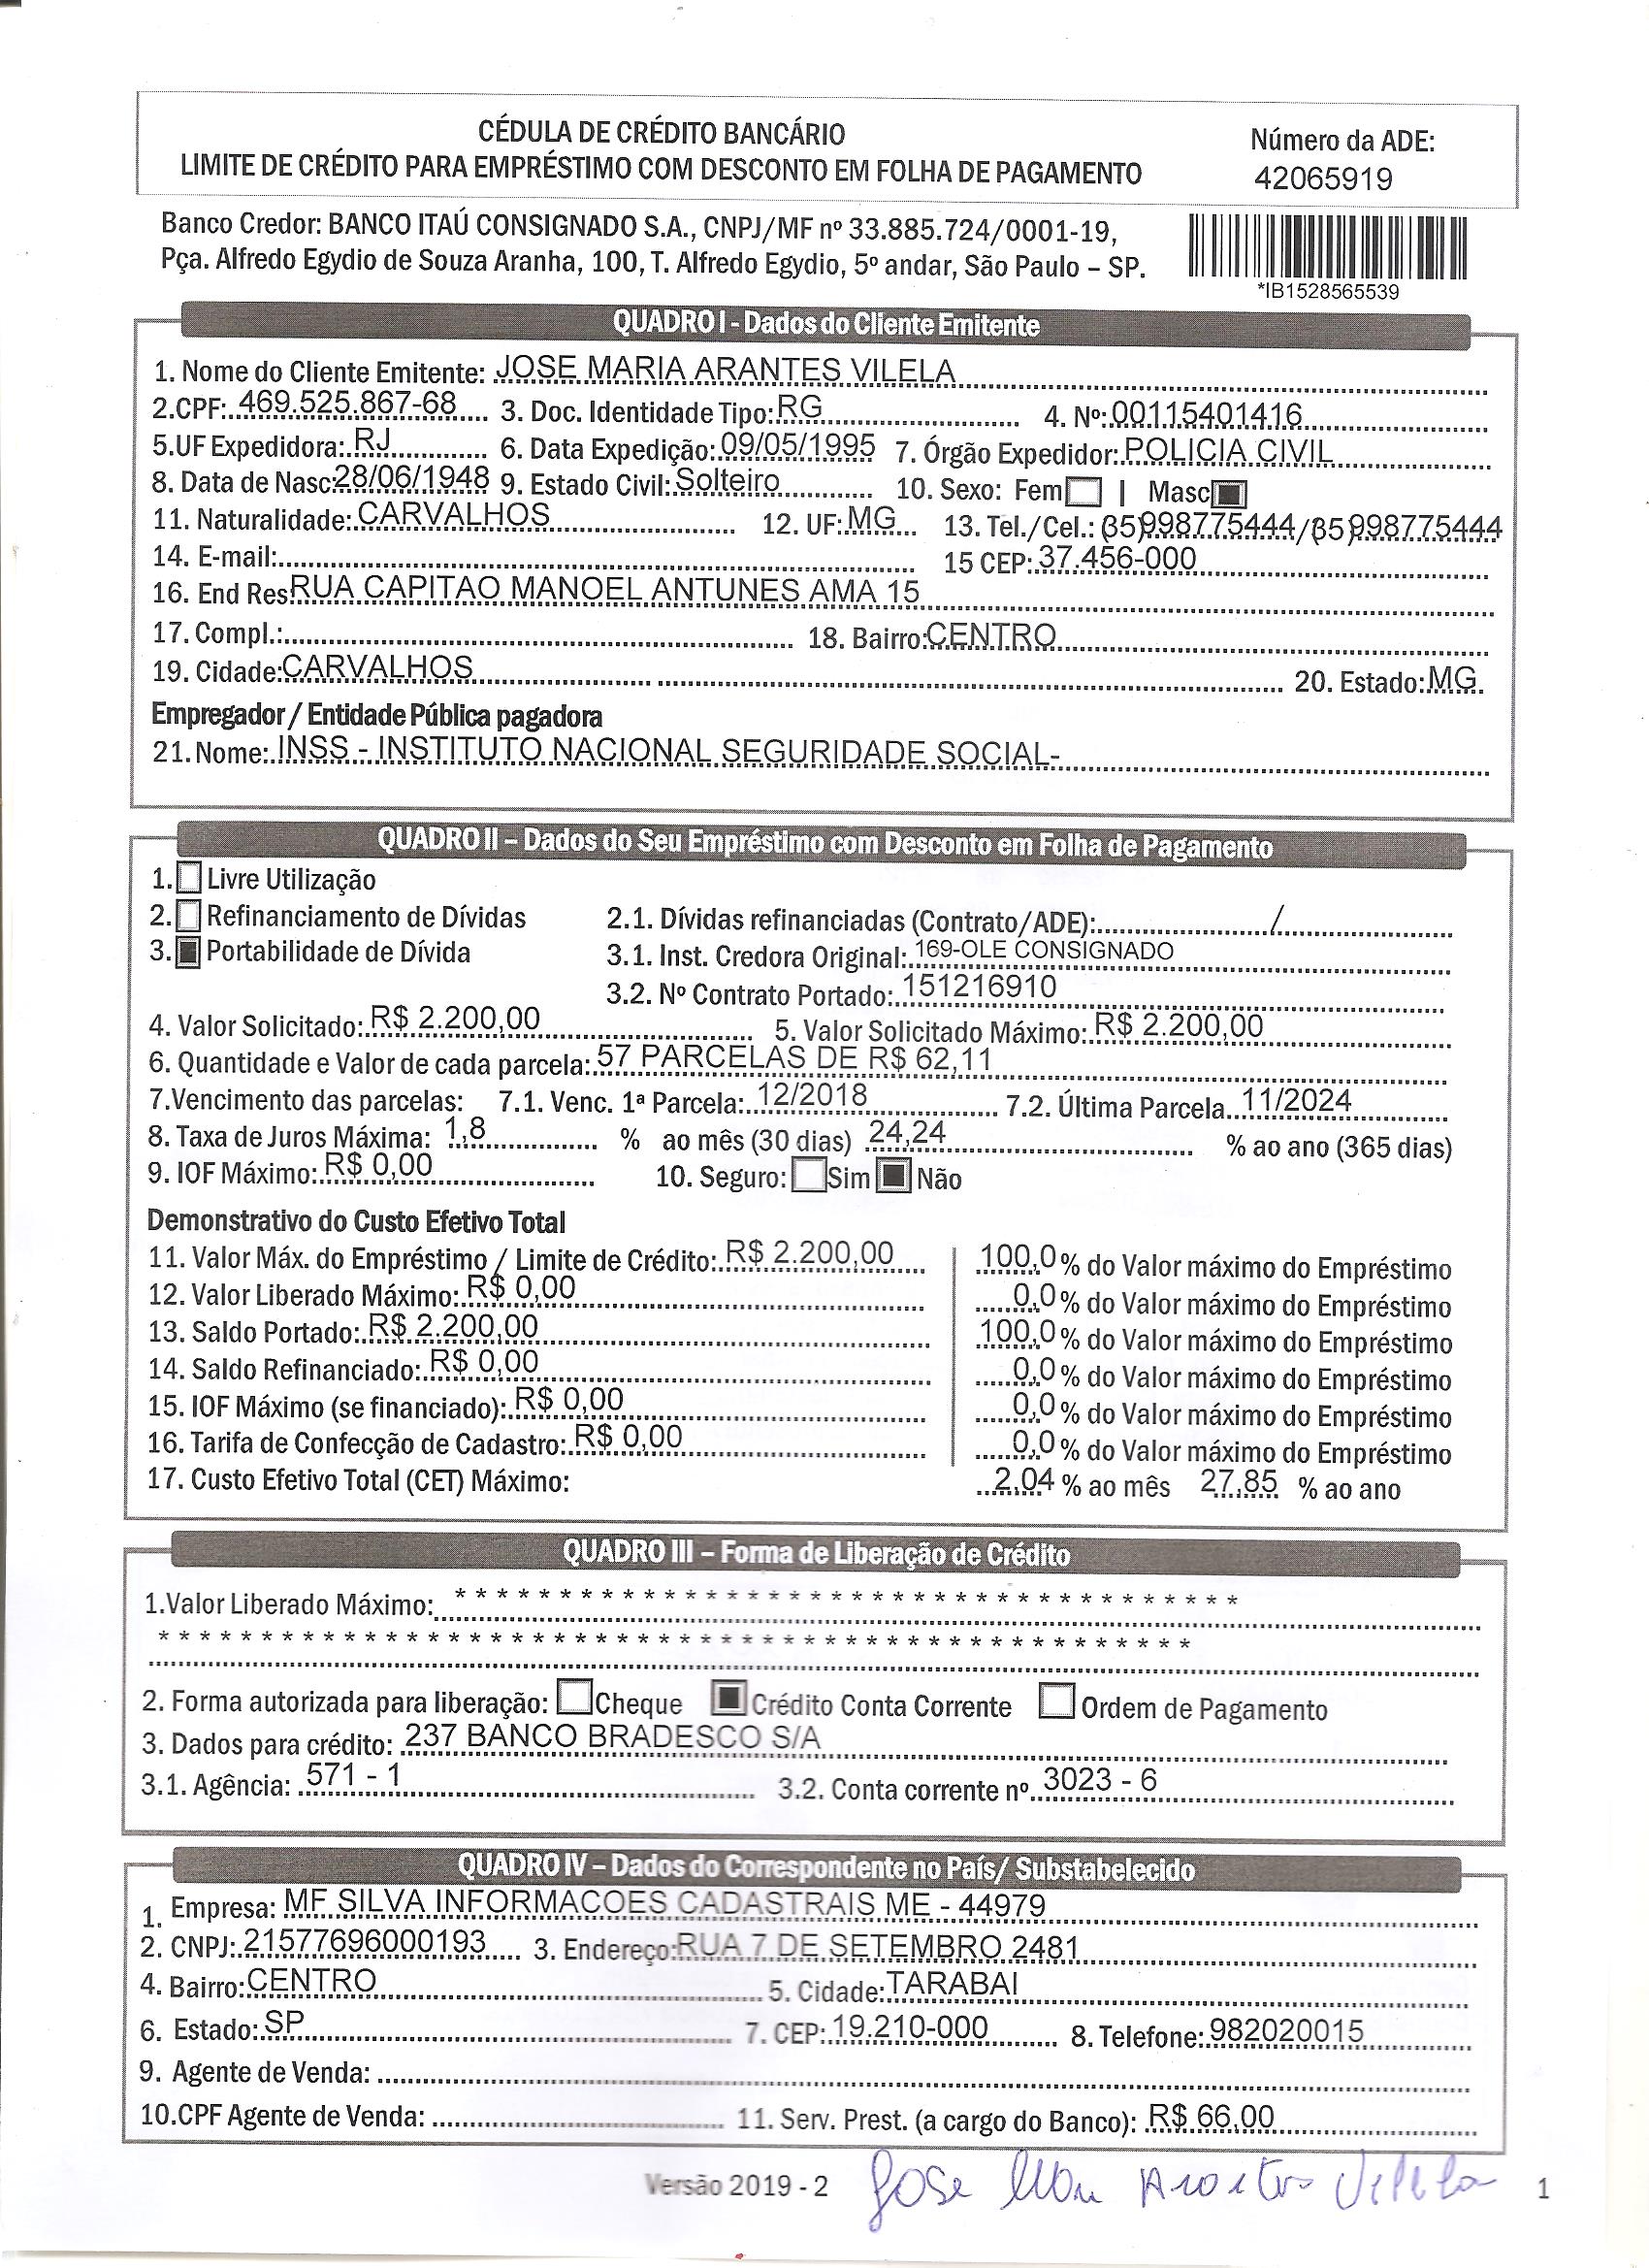 CÉDULA DE CRÉDITO BANCÁRIO
LIMITE DE CRÉDITO PARA EMPRÉSTIMO COM DESCONTO EM FOLHA DE PAGAMENTO
Número da ADE:
42065919
Banco Credor: BANCO ITAÚ CONSIGNADO S.A., CNPJ/MF nº 33.885.724/0001-19,
Pça. Alfredo Egydio de Souza Aranha, 100, T. Alfredo Egydio, 5º andar, São Paulo – SP.
*IB1528565539
QUADRO I - Dados do Cliente Emitente
1. Nome do Cliente Emitente: JOSE MARIA ARANTES VILELA
2.CPF: 469.525.867-68 3. Doc. Identidade Tipo: RG 4. Nº: 00115401416
5.UF Expedidora: RJ 6. Data Expedição: 09/05/1995 7. Órgão Expedidor: POLICIA CIVIL
8. Data de Nasc: 28/06/1948 9. Estado Civil: Solteiro 10. Sexo: Fem | Masc
11. Naturalidade: CARVALHOS 12. UF: MG 13. Tel./Cel.: (35)998775444/(35)998775444
14. E-mail: 15 CEP: 37.456-000
16. End Res RUA CAPITAO MANOEL ANTUNES AMA 15
17. Compl.: 18. Bairro: CENTRO
19. Cidade: CARVALHOS 20. Estado: MG
Empregador / Entidade Pública pagadora
21. Nome: INSS - INSTITUTO NACIONAL SEGURIDADE SOCIAL-
QUADRO II – Dados do Seu Empréstimo com Desconto em Folha de Pagamento
1. Livre Utilização
2. Refinanciamento de Dívidas 2.1. Dívidas refinanciadas (Contrato/ADE): /
3. Portabilidade de Dívida 3.1. Inst. Credora Original: 169-OLE CONSIGNADO
3.2. Nº Contrato Portado: 151216910
4. Valor Solicitado: R$ 2.200,00 5. Valor Solicitado Máximo: R$ 2.200,00
6. Quantidade e Valor de cada parcela: 57 PARCELAS DE R$ 62,11
7.Vencimento das parcelas: 7.1. Venc. 1ª Parcela: 12/2018 7.2. Última Parcela 11/2024
8. Taxa de Juros Máxima: 1,8 % ao mês (30 dias) 24,24 % ao ano (365 dias)
9. IOF Máximo: R$ 0,00 10. Seguro: Sim Não
Demonstrativo do Custo Efetivo Total
11. Valor Máx. do Empréstimo / Limite de Crédito: R$ 2.200,00 100,0 % do Valor máximo do Empréstimo
12. Valor Liberado Máximo: R$ 0,00 0,0 % do Valor máximo do Empréstimo
13. Saldo Portado: R$ 2.200,00 100,0 % do Valor máximo do Empréstimo
14. Saldo Refinanciado: R$ 0,00 0,0 % do Valor máximo do Empréstimo
15. IOF Máximo (se financiado): R$ 0,00 0,0 % do Valor máximo do Empréstimo
16. Tarifa de Confecção de Cadastro: R$ 0,00 0,0 % do Valor máximo do Empréstimo
17. Custo Efetivo Total (CET) Máximo: 2,04 % ao mês 27,85 % ao ano
QUADRO III – Forma de Liberação de Crédito
1.Valor Liberado Máximo: * * * * * * * * * * * * * * * * * * * * * * * * * * * * * * * * * * * * * *
* * * * * * * * * * * * * * * * * * * * * * * * * * * * * * * * * * * * * * * * * * * * * * * * * *
2. Forma autorizada para liberação: Cheque Crédito Conta Corrente Ordem de Pagamento
3. Dados para crédito: 237 BANCO BRADESCO S/A
3.1. Agência: 571 - 1 3.2. Conta corrente nº 3023 - 6
QUADRO IV – Dados do Correspondente no País/ Substabelecido
1. Empresa: MF SILVA INFORMACOES CADASTRAIS ME - 44979
2. CNPJ: 21577696000193 3. Endereço: RUA 7 DE SETEMBRO 2481
4. Bairro: CENTRO 5. Cidade: TARABAI
6. Estado: SP 7. CEP: 19.210-000 8. Telefone: 982020015
9. Agente de Venda:
10.CPF Agente de Venda: 11. Serv. Prest. (a cargo do Banco): R$ 66,00
Versão 2019 - 2 Jose 1